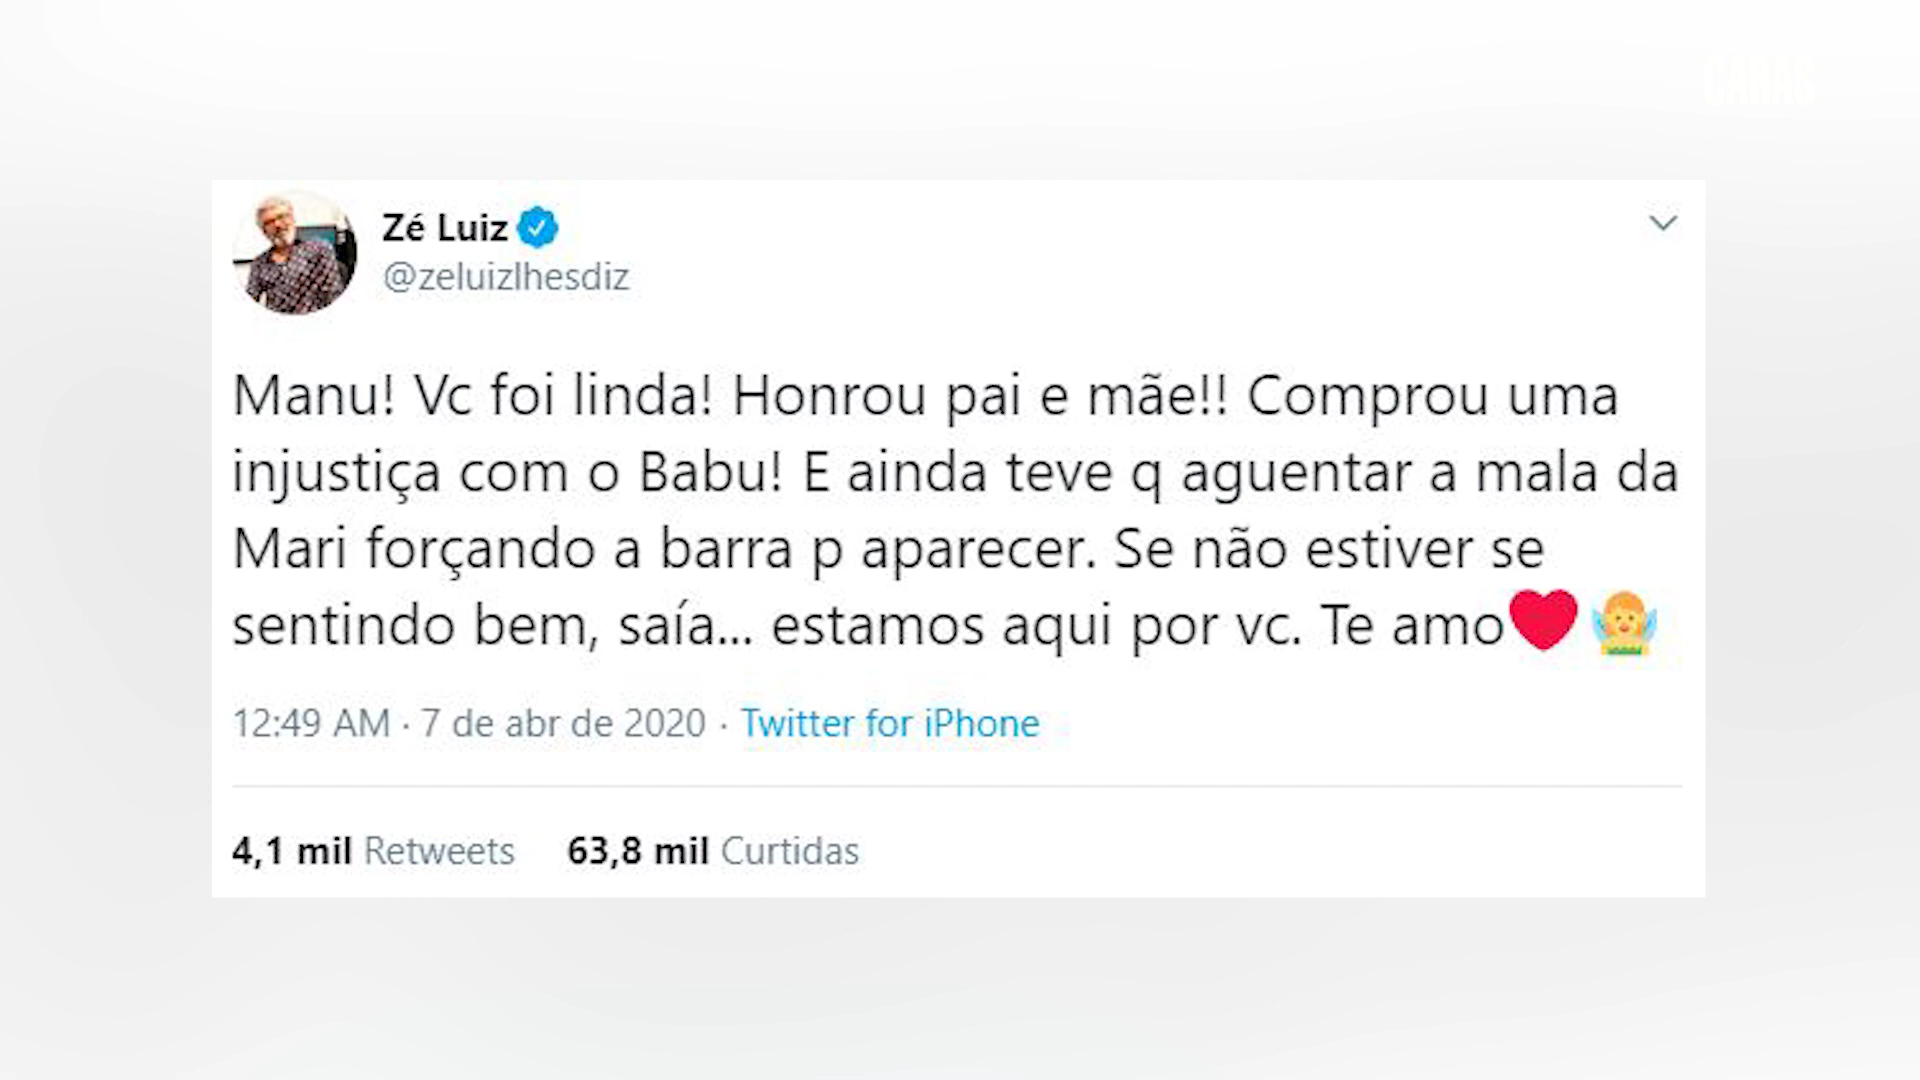 CARAS
Zé Luiz
@zeluizlhesdiz
Manu! Vc foi linda! Honrou pai e mãe!! Comprou uma
injustiça com o Babu! E ainda teve q aguentar a mala da
Mari forçando a barra p aparecer. Se não estiver se
sentindo bem, saía... estamos aqui por vc. Te amo❤️👼
12:49 AM · 7 de abr de 2020 · Twitter for iPhone
4,1 mil Retweets 63,8 mil Curtidas